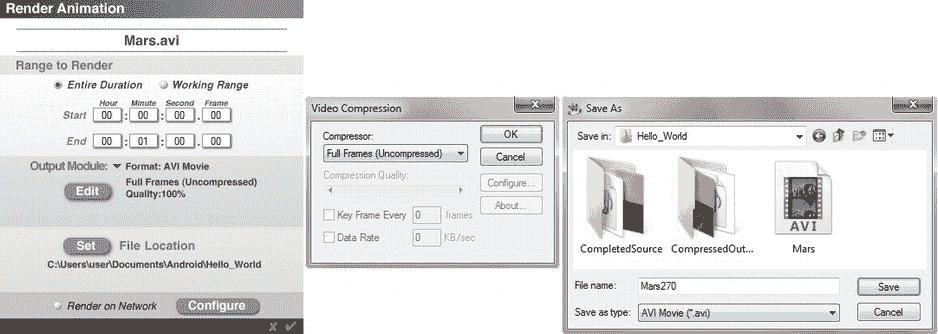 Render Animation
Mars.avi
Range to Render
Entire Duration Working Range
Hour Minute Second Frame
Start 00 : 00 : 00 . 00
End 00 : 01 : 00 . 00
Output Module: Format: AVI Movie
Full Frames (Uncompressed)
Edit Quality:100%
Set File Location
C:\Users\user\Documents\Android\Hello_World
Render on Network Configure
Video Compression
Compressor: OK
Full Frames (Uncompressed) Cancel
Compression Quality: Configure...
About...
Key Frame Every 0 frames
Data Rate 0 KB/sec
Save As
Save in: Hello_World
AVI
CompletedSource CompressedOut... Mars
File name: Mars270 Save
Save as type: AVI Movie (*.avi) Cancel